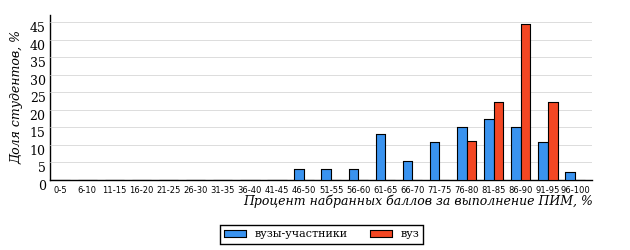 Доля студентов, %
45
40
35
30
25
20
15
10
5
0
0-5 6-10 11-15 16-20 21-25 26-30 31-35 36-40 41-45 46-50 51-55 56-60 61-65 66-70 71-75 76-80 81-85 86-90 91-95 96-100
Процент набранных баллов за выполнение ПИМ, %
вузы-участники вуз